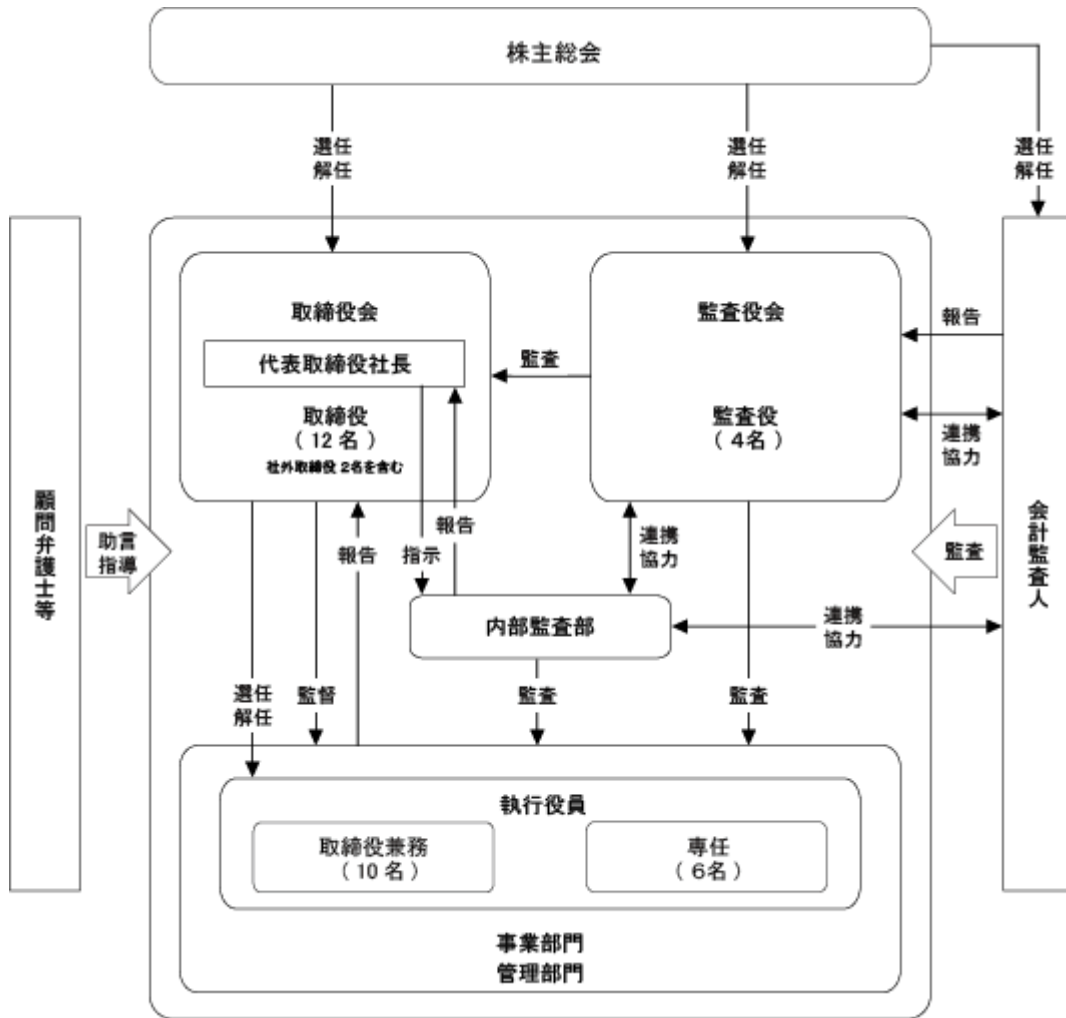 株主総会
選任
解任
選任
解任
選任
解任
取締役会
代表取締役社長
取締役
(12名)
社外取締役 2名を含む
監査
監査役会
監査役
(4名)
報告
連携
協力
顧問弁護士等
助言
指導
報告
指示
報告
連携
協力
監査
会計監査人
内部監査部
連携
協力
選任
解任
監督
監査
監査
執行役員
取締役兼務
(10名)
専任
(6名)
事業部門
管理部門